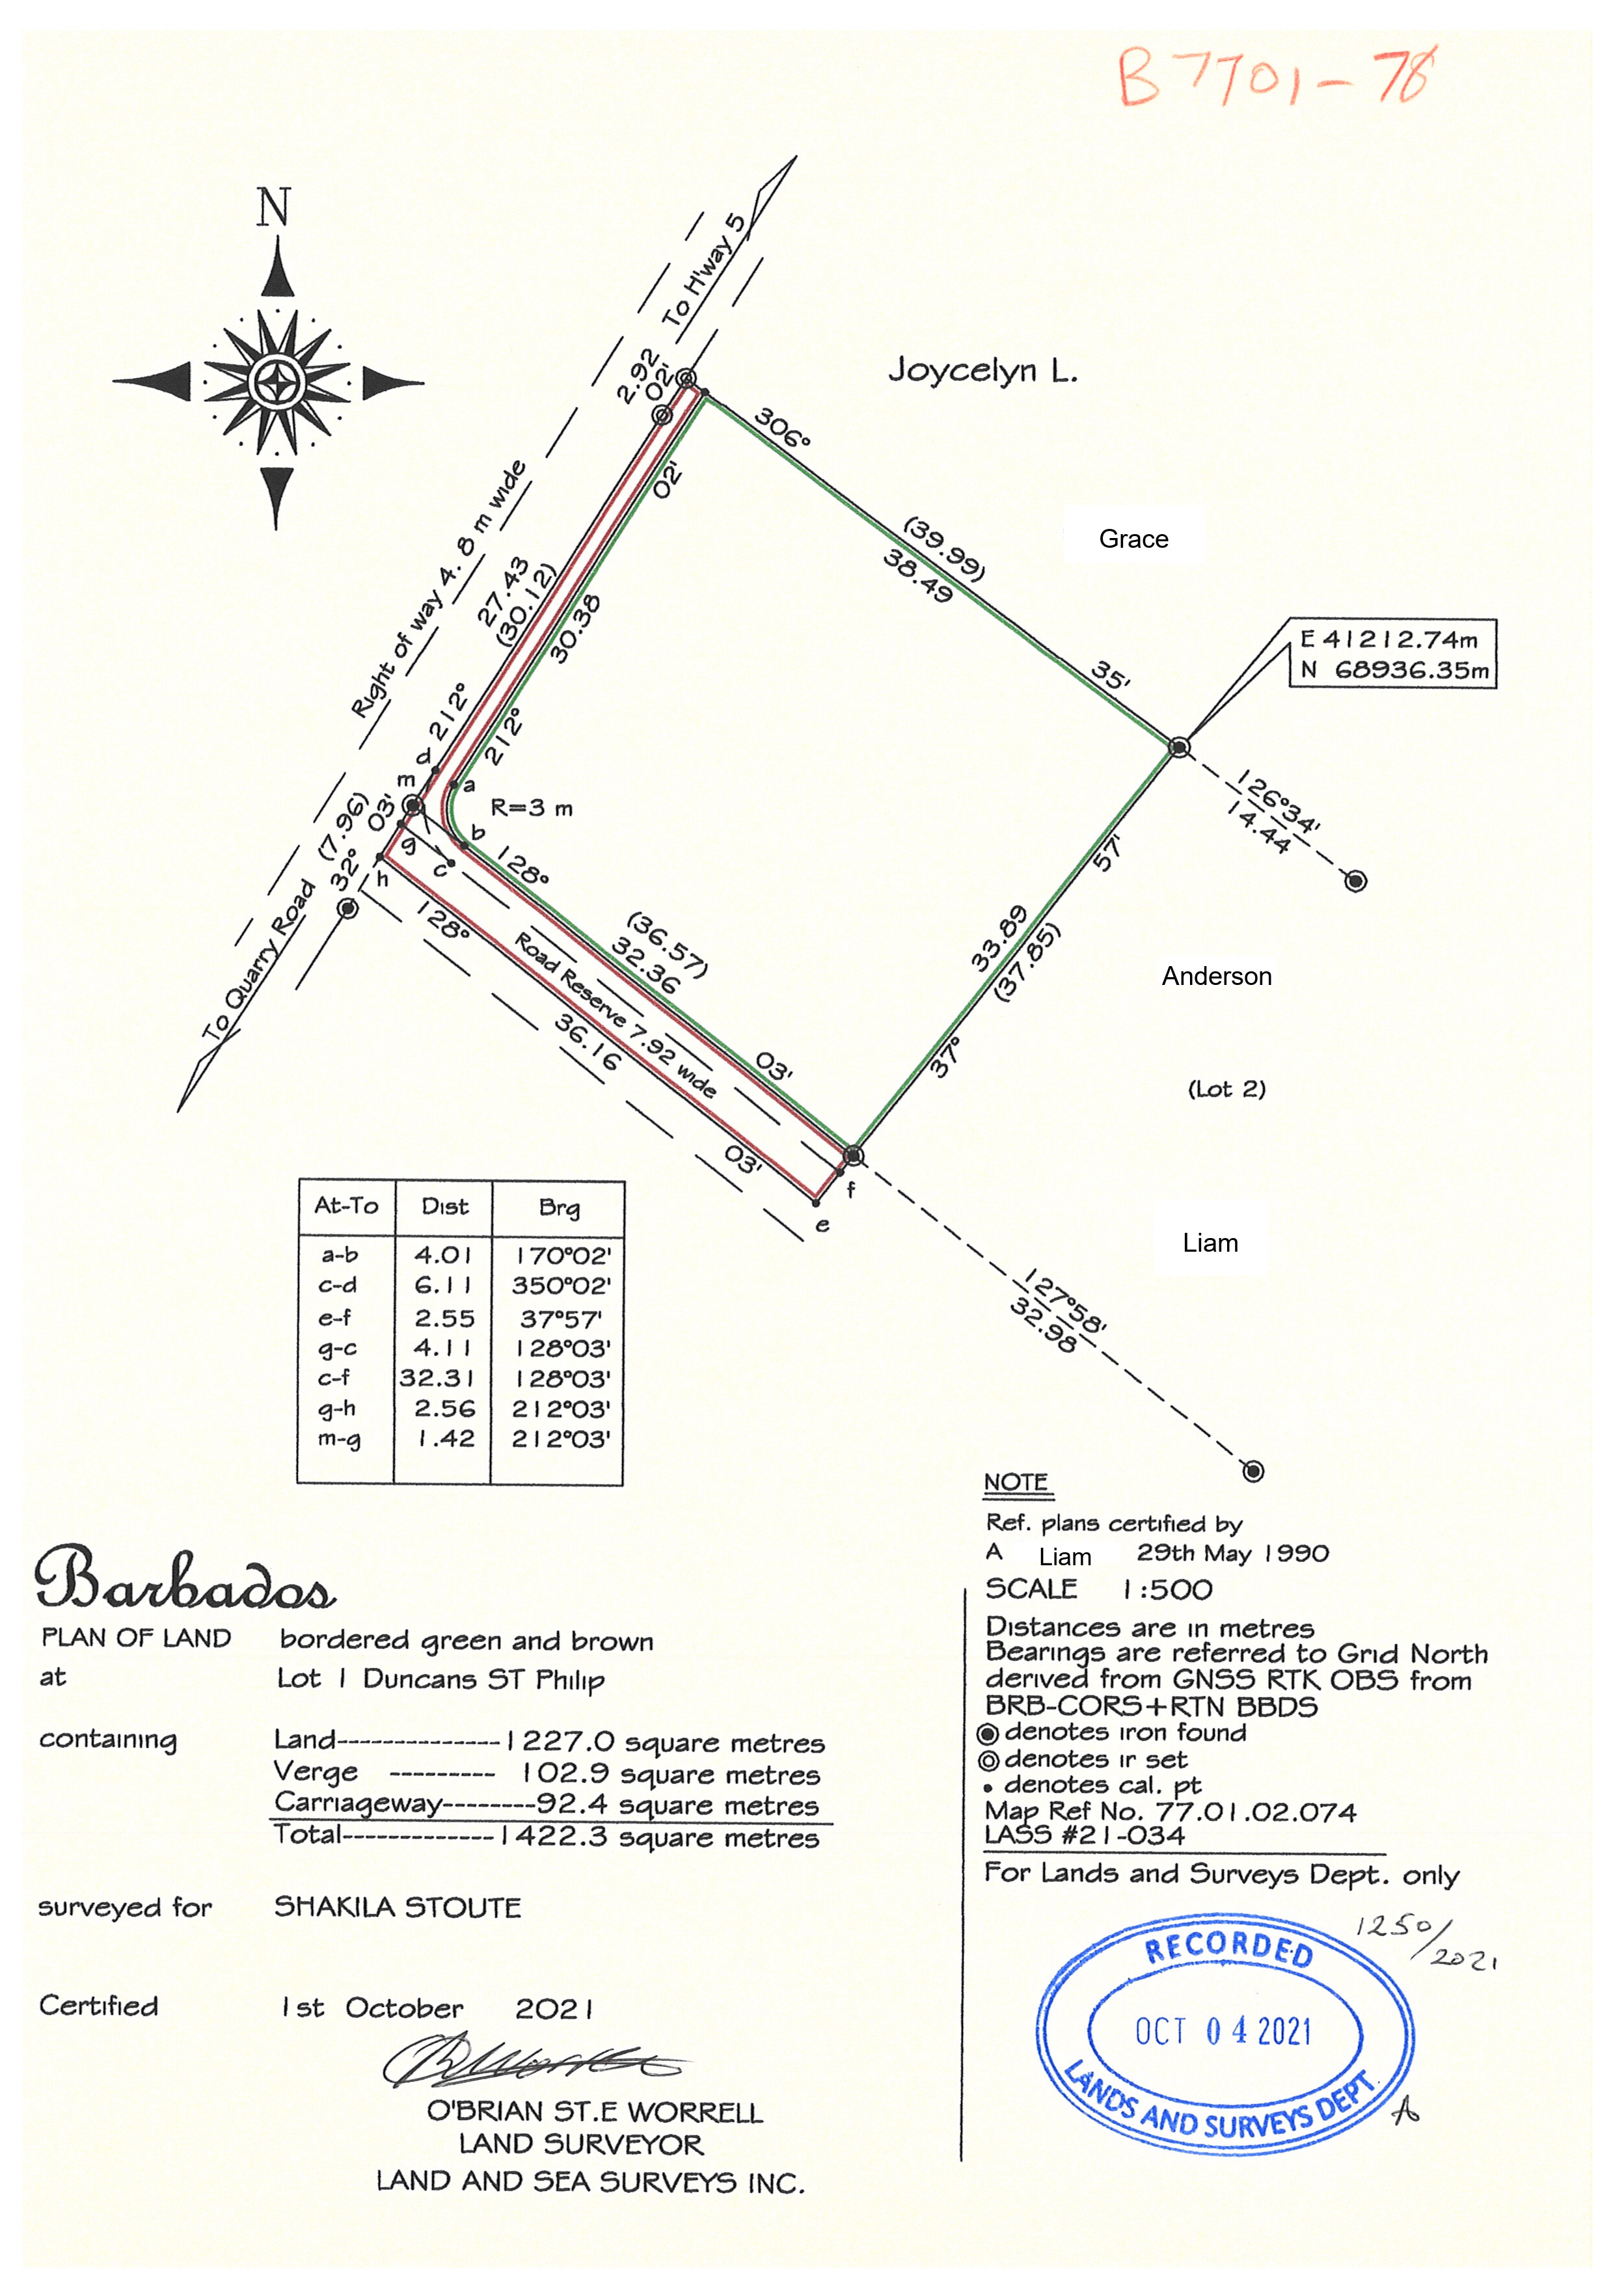 B7701-78
N
To H'way 5
Joycelyn L.
2.92
02'
306°
Grace
(39.99)
38.49
02'
Right of way 4.8 m wide
27.43
(30.12)
30.38
35'
E 41212.74m
N 68936.35m
212°
212°
d
m
a
R=3 m
126°34'
14.44
(7.96)
03'
g
b
c
57'
32°
h
128°
128°
To Quarry Road
(36.57)
32.36
33.89
(37.85)
Road Reserve 7.92 wide
36.16
Anderson
37°
03'
(Lot 2)
03'
f
e
Liam
127°58'
32.98
At-To Dist Brg
a-b 4.01 170°02'
c-d 6.11 350°02'
e-f 2.55 37°57'
g-c 4.11 128°03'
c-f 32.31 128°03'
g-h 2.56 212°03'
m-g 1.42 212°03'
NOTE
Ref. plans certified by
A Liam 29th May 1990
SCALE 1:500
Distances are in metres
Bearings are referred to Grid North
derived from GNSS RTK OBS from
BRB-CORS+RTN BBDS
denotes iron found
denotes ir set
denotes cal. pt
Map Ref No. 77.01.02.074
LASS #21-034
For Lands and Surveys Dept. only
1250/2021
RECORDED
OCT 04 2021
LANDS AND SURVEYS DEPT.
A
Barbados
PLAN OF LAND bordered green and brown
at Lot 1 Duncans ST Philip
containing Land--------------1227.0 square metres
Verge --------- 102.9 square metres
Carriageway--------92.4 square metres
Total-------------1422.3 square metres
surveyed for SHAKILA STOUTE
Certified 1st October 2021
O'BRIAN ST.E WORRELL
LAND SURVEYOR
LAND AND SEA SURVEYS INC.